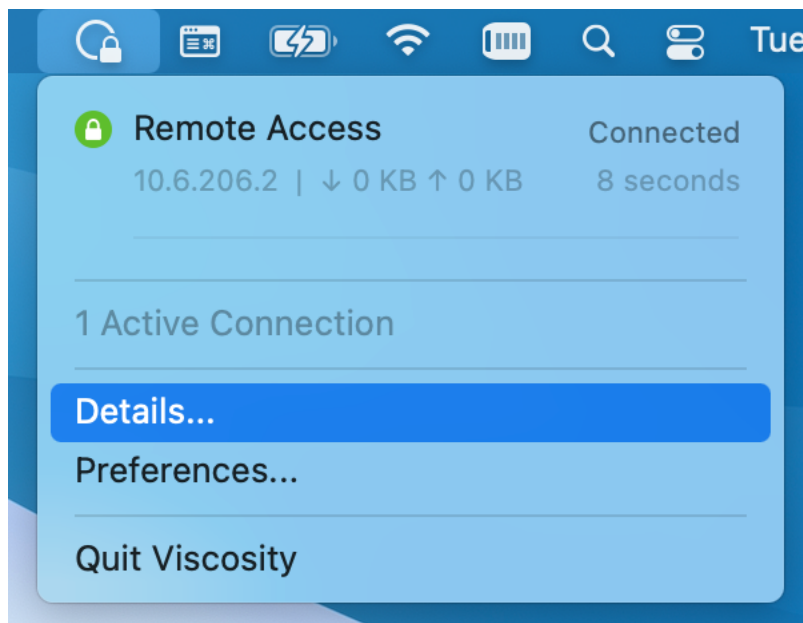 Tue
Remote Access Connected
10.6.206.2 | ↓ 0 KB ↑ 0 KB 8 seconds
1 Active Connection
Details...
Preferences...
Quit Viscosity